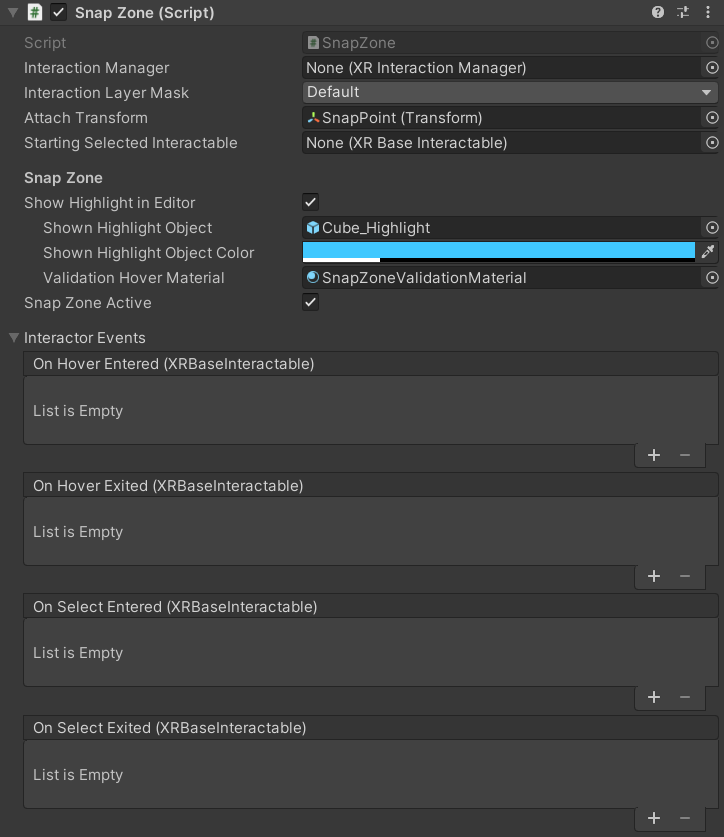 Snap Zone (Script)
Script SnapZone
Interaction Manager None (XR Interaction Manager)
Interaction Layer Mask Default
Attach Transform SnapPoint (Transform)
Starting Selected Interactable None (XR Base Interactable)
Snap Zone
Show Highlight in Editor
Shown Highlight Object Cube_Highlight
Shown Highlight Object Color
Validation Hover Material SnapZoneValidationMaterial
Snap Zone Active
Interactor Events
On Hover Entered (XRBaseInteractable)
List is Empty
+ −
On Hover Exited (XRBaseInteractable)
List is Empty
+ −
On Select Entered (XRBaseInteractable)
List is Empty
+ −
On Select Exited (XRBaseInteractable)
List is Empty
+ −